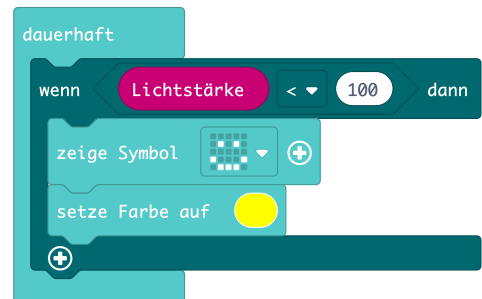 dauerhaft
wenn Lichtstärke < 100 dann
zeige Symbol
setze Farbe auf